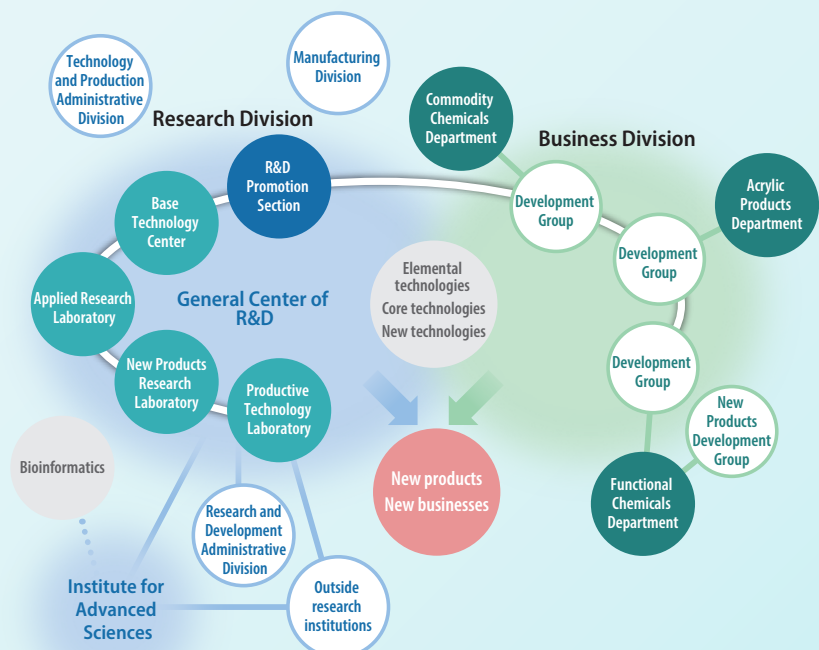 Technology
and Production
Administrative
Division
Manufacturing
Division
Research Division
Commodity
Chemicals
Department
Business Division
R&D
Promotion
Section
Base
Technology
Center
Development
Group
Acrylic
Products
Department
Development
Group
Elemental
technologies
Core technologies
New technologies
General Center of
R&D
Applied Research
Laboratory
New Products
Research
Laboratory
Productive
Technology
Laboratory
Development
Group
New
Products
Development
Group
Bioinformatics
New products
New businesses
Functional
Chemicals
Department
Research and
Development
Administrative
Division
Institute for
Advanced
Sciences
Outside
research
institutions